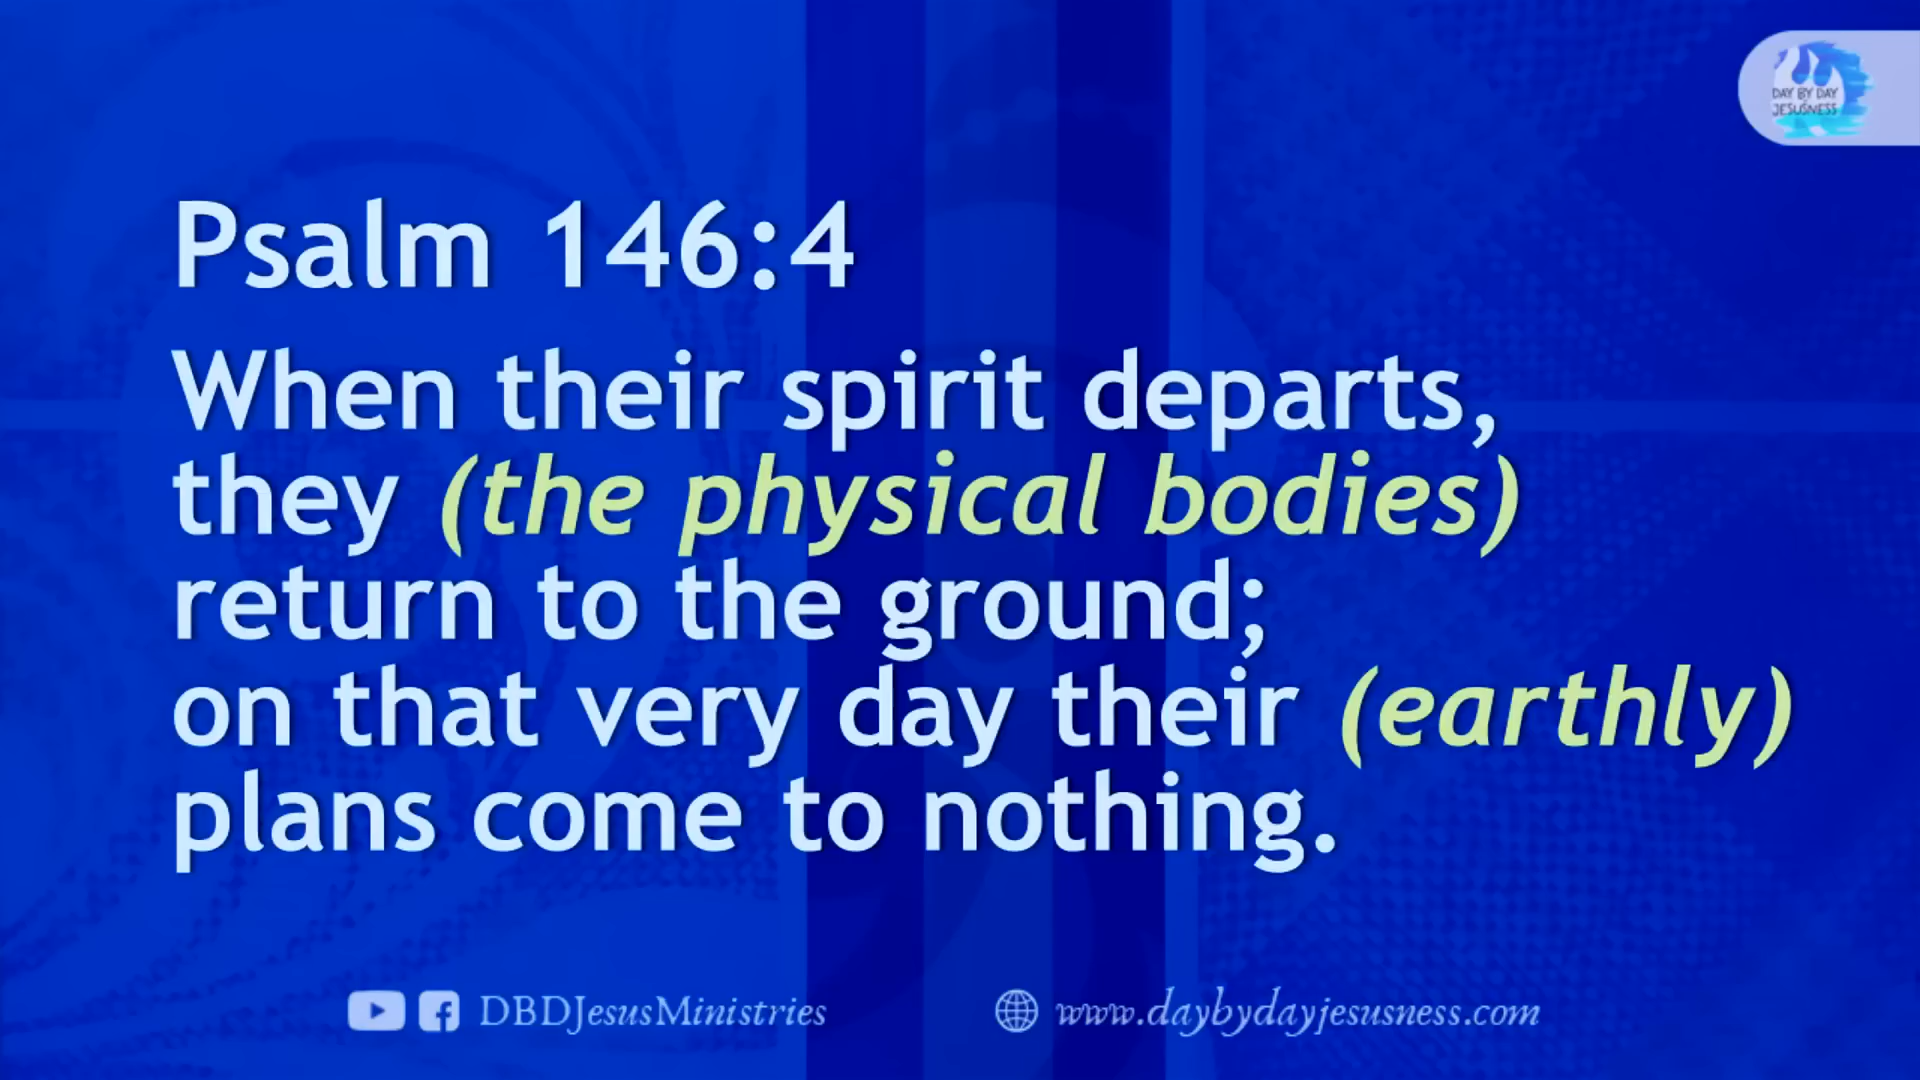 DAY BY DAY
JESUSNESS
Psalm 146:4
When their spirit departs,
they (the physical bodies)
return to the ground;
on that very day their (earthly)
plans come to nothing.
DBDJesusMinistries
www.daybydayjesusness.com